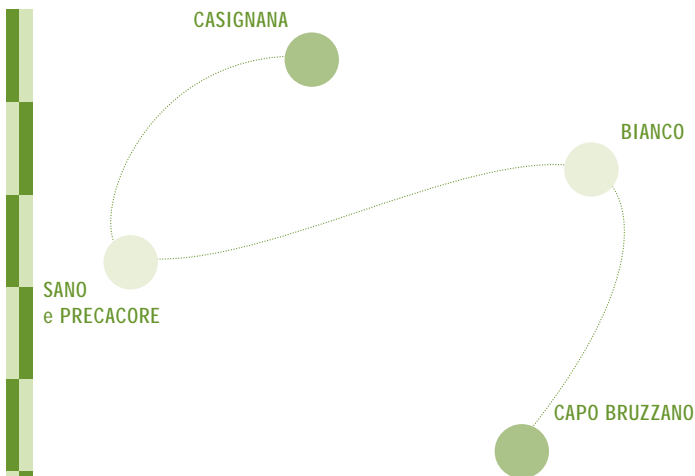 CASIGNANA
BIANCO
SANO
e PRECACORE
CAPO BRUZZANO